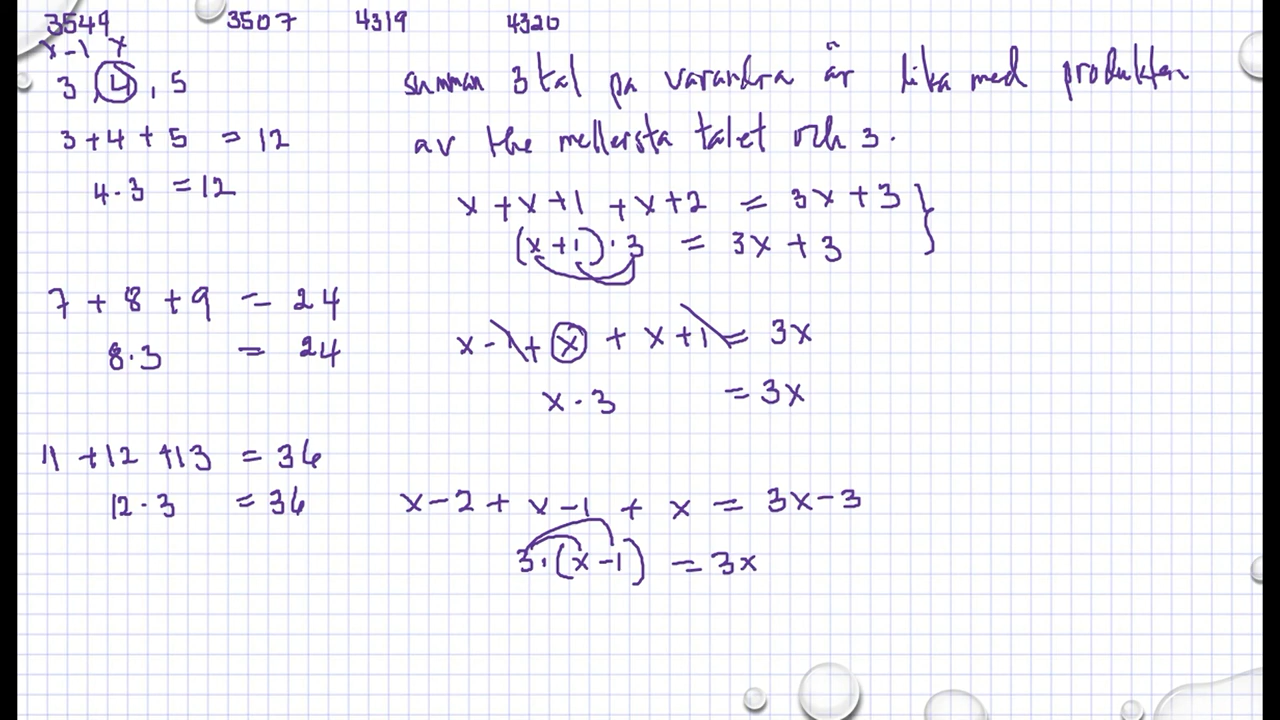 3549 3507 4319 4320
x-1 x
3, 4, 5
summan 3 tal pa varandra är lika med produkten
3+4+5 = 12
av the mellersta talet och 3.
4·3 = 12
x+x+1 +x+2 = 3x+3
(x+1)·3 = 3x+3
7+8+9 = 24
8·3 = 24
x-1+x + x+1 = 3x
x·3 = 3x
11+12+13 = 36
12·3 = 36
x-2+ x-1 + x = 3x-3
3·(x-1) = 3x